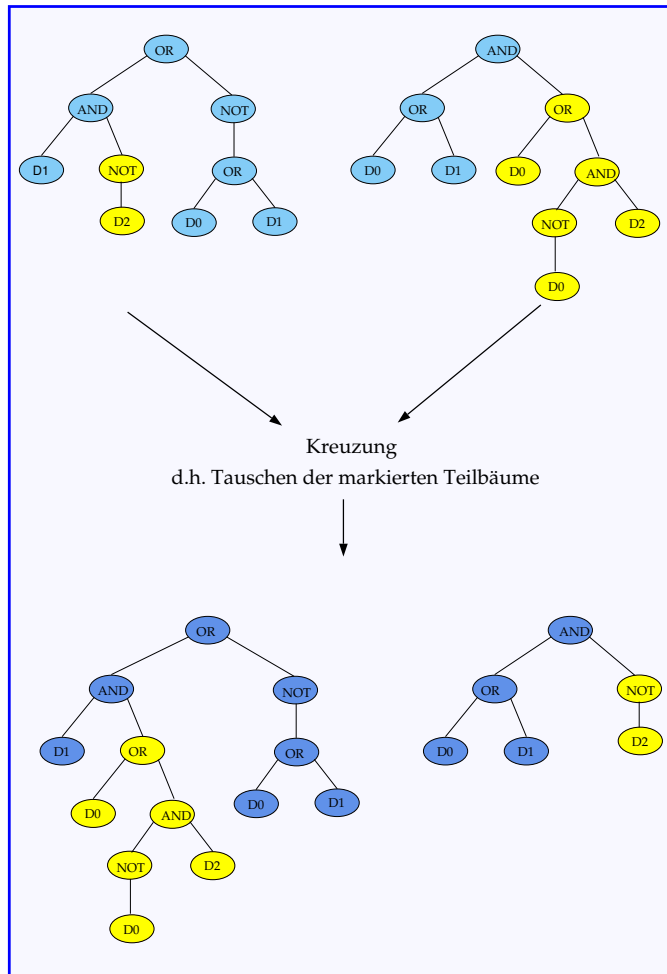 OR AND
AND NOT OR OR
D1 NOT OR D0 D1 D0 AND
D2 D0 D1 NOT D2
D0
Kreuzung
d.h. Tauschen der markierten Teilbäume
OR AND
AND NOT OR NOT
D1 OR OR D0 D1 D2
D0 AND D0 D1
NOT D2
D0